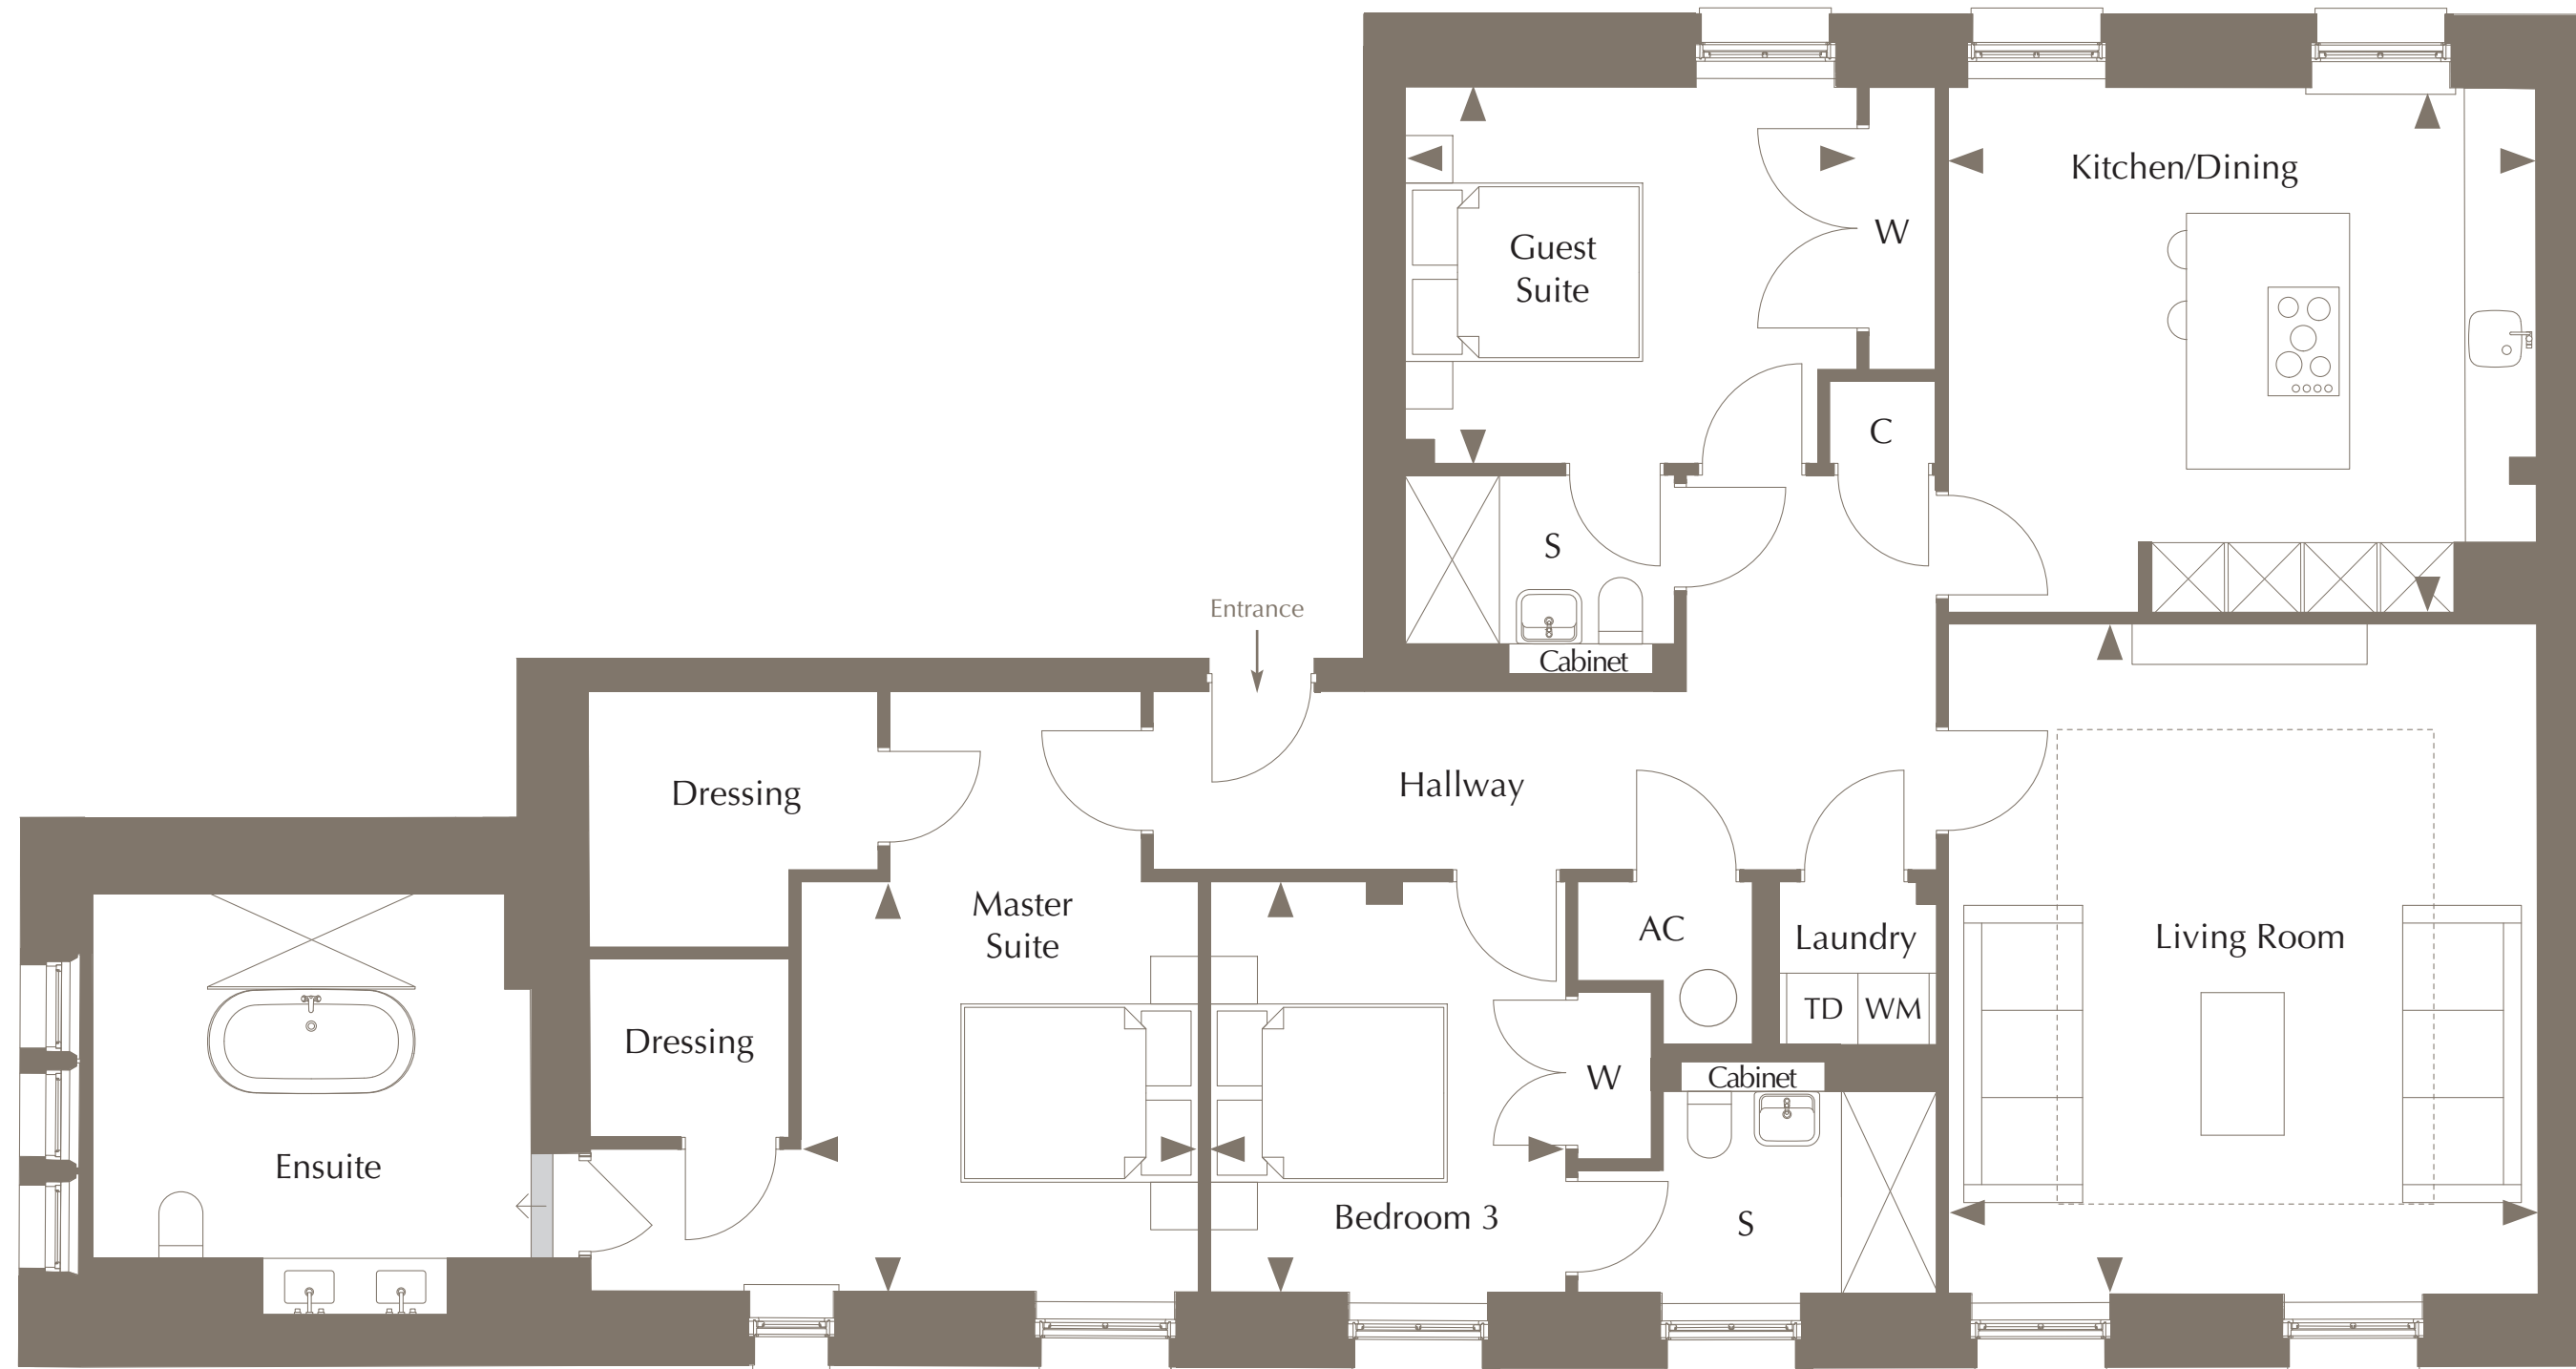 Kitchen/Dining
Guest
Suite
W
C
S
Entrance
Cabinet
Dressing
Hallway
Master
Suite
AC
Laundry
Living Room
TD
WM
Dressing
W
Cabinet
Ensuite
Bedroom 3
S